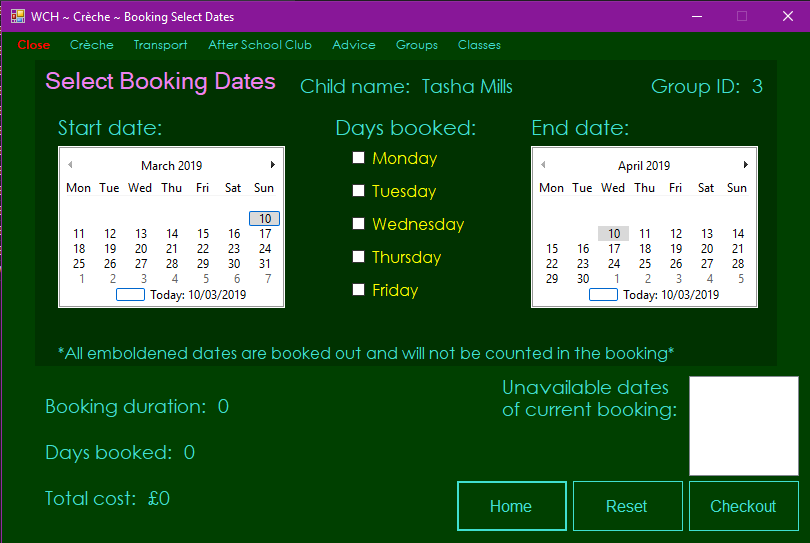 WCH ~ Crèche ~ Booking Select Dates
Close Crèche Transport After School Club Advice Groups Classes
Select Booking Dates Child name: Tasha Mills Group ID: 3
Start date:
March 2019
Mon Tue Wed Thu Fri Sat Sun
10
11 12 13 14 15 16 17
18 19 20 21 22 23 24
25 26 27 28 29 30 31
1 2 3 4 5 6 7
Today: 10/03/2019
Days booked:
Monday
Tuesday
Wednesday
Thursday
Friday
End date:
April 2019
Mon Tue Wed Thu Fri Sat Sun
10 11 12 13 14
15 16 17 18 19 20 21
22 23 24 25 26 27 28
29 30 1 2 3 4 5
Today: 10/03/2019
*All emboldened dates are booked out and will not be counted in the booking*
Booking duration: 0
Days booked: 0
Total cost: £0
Unavailable dates
of current booking:
Home Reset Checkout